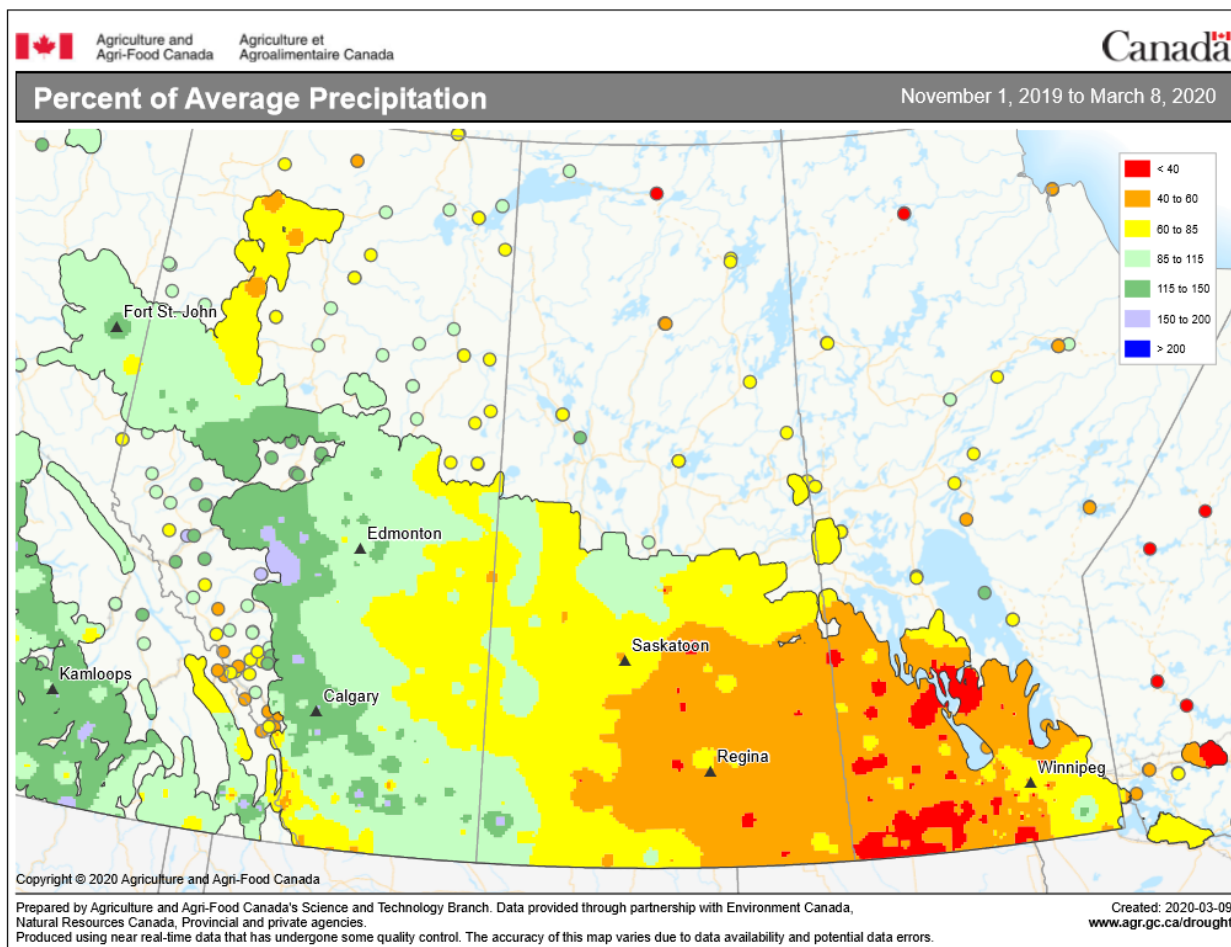 Agriculture and
Agri-Food Canada
Agriculture et
Agroalimentaire Canada
Canada
Percent of Average Precipitation
November 1, 2019 to March 8, 2020
< 40
40 to 60
60 to 85
85 to 115
115 to 150
150 to 200
> 200
Fort St. John
Edmonton
Saskatoon
Kamloops
Calgary
Regina
Winnipeg
Copyright © 2020 Agriculture and Agri-Food Canada
Prepared by Agriculture and Agri-Food Canada's Science and Technology Branch. Data provided through partnership with Environment Canada,
Natural Resources Canada, Provincial and private agencies.
Produced using near real-time data that has undergone some quality control. The accuracy of this map varies due to data availability and potential data errors.
Created: 2020-03-09
www.agr.gc.ca/drought